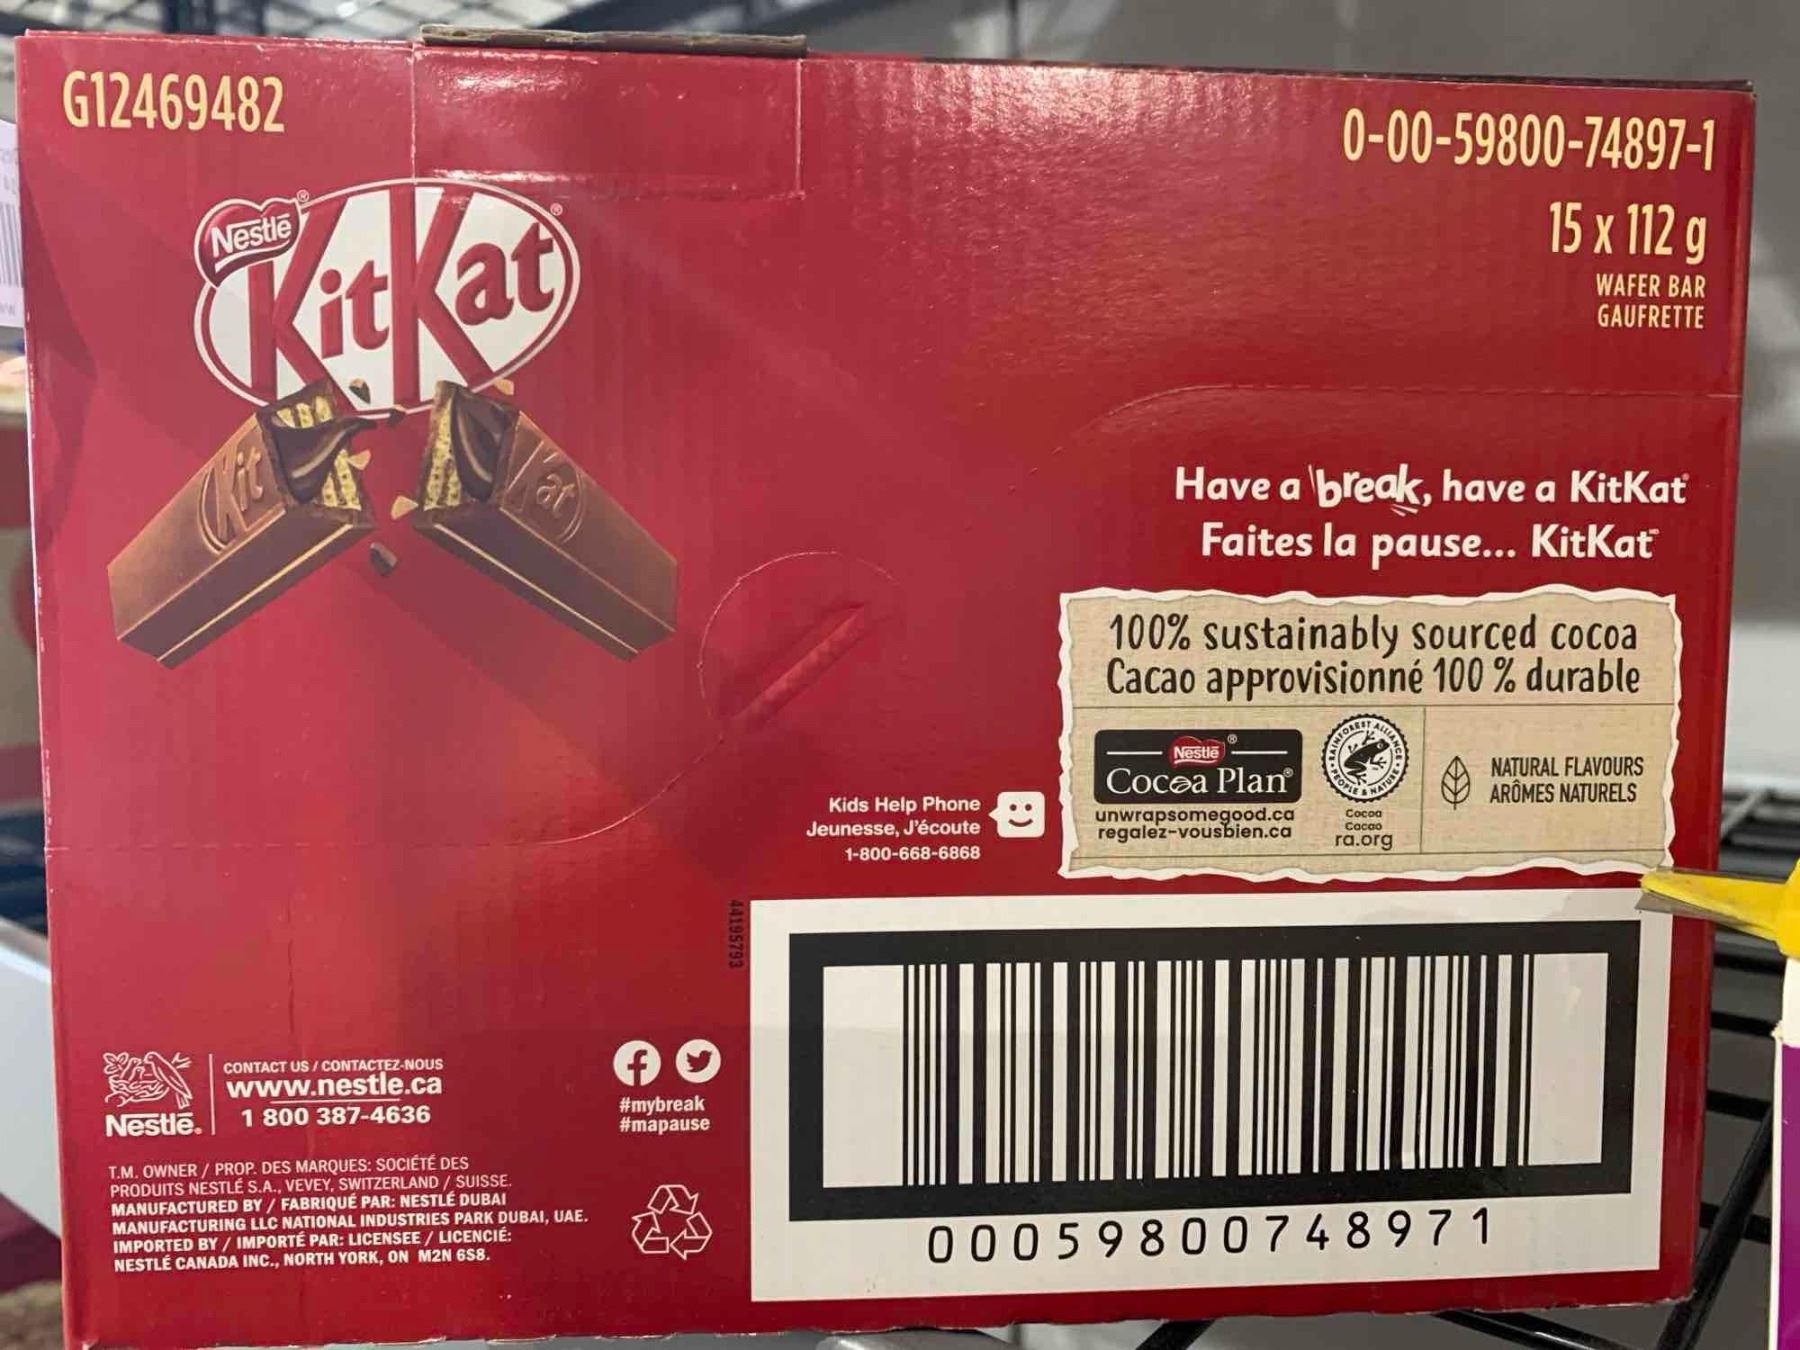 G12469482
0-00-59800-74897-1
15 x 112 g
WAFER BAR
GAUFRETTE
Nestlé®
KitKat®
Kit Kat
Have a break, have a KitKat®
Faites la pause... KitKat
100% sustainably sourced cocoa
Cacao approvisionné 100 % durable
Nestlé®
Cocoa Plan®
unwrapsomegood.ca
regalez-vousbien.ca
RAINFOREST ALLIANCE
PEOPLE & NATURE
Cocoa
Cacao
ra.org
NATURAL FLAVOURS
ARÔMES NATURELS
Kids Help Phone
Jeunesse, J'écoute
1-800-668-6868
44195793
00059800748971
Nestlé.
CONTACT US / CONTACTEZ-NOUS
www.nestle.ca
1 800 387-4636
#mybreak
#mapause
T.M. OWNER / PROP. DES MARQUES: SOCIÉTÉ DES
PRODUITS NESTLÉ S.A., VEVEY, SWITZERLAND / SUISSE.
MANUFACTURED BY / FABRIQUÉ PAR: NESTLÉ DUBAI
MANUFACTURING LLC NATIONAL INDUSTRIES PARK DUBAI, UAE.
IMPORTED BY / IMPORTÉ PAR: LICENSEE / LICENCIÉ:
NESTLÉ CANADA INC., NORTH YORK, ON M2N 6S8.